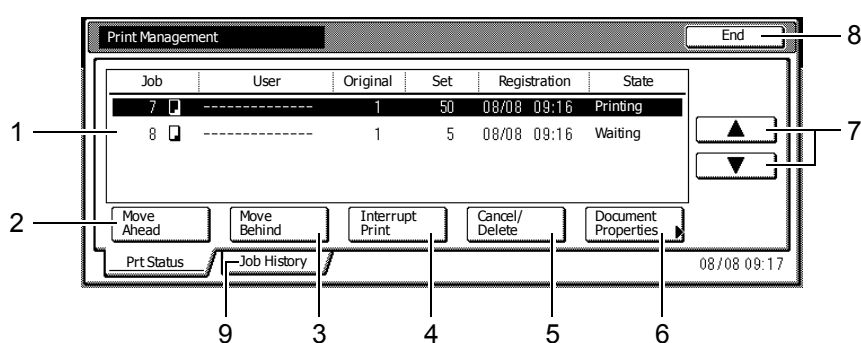 Print Management
End
8
Job User Original Set Registration State
7 -------------- 1 50 08/08 09:16 Printing
1
8 -------------- 1 5 08/08 09:16 Waiting
7
2
Move Ahead
Move Behind
Interrupt Print
Cancel/ Delete
Document Properties
Prt Status
Job History
08/08 09:17
9
3
4
5
6